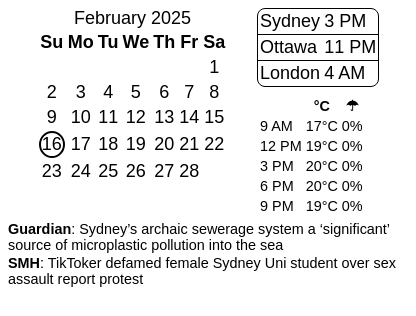 February 2025
Su Mo Tu We Th Fr Sa
1
2 3 4 5 6 7 8
9 10 11 12 13 14 15
16 17 18 19 20 21 22
23 24 25 26 27 28
Sydney 3 PM
Ottawa 11 PM
London 4 AM
°C ☂
9 AM 17°C 0%
12 PM 19°C 0%
3 PM 20°C 0%
6 PM 20°C 0%
9 PM 19°C 0%
Guardian: Sydney’s archaic sewerage system a ‘significant’
source of microplastic pollution into the sea
SMH: TikToker defamed female Sydney Uni student over sex
assault report protest